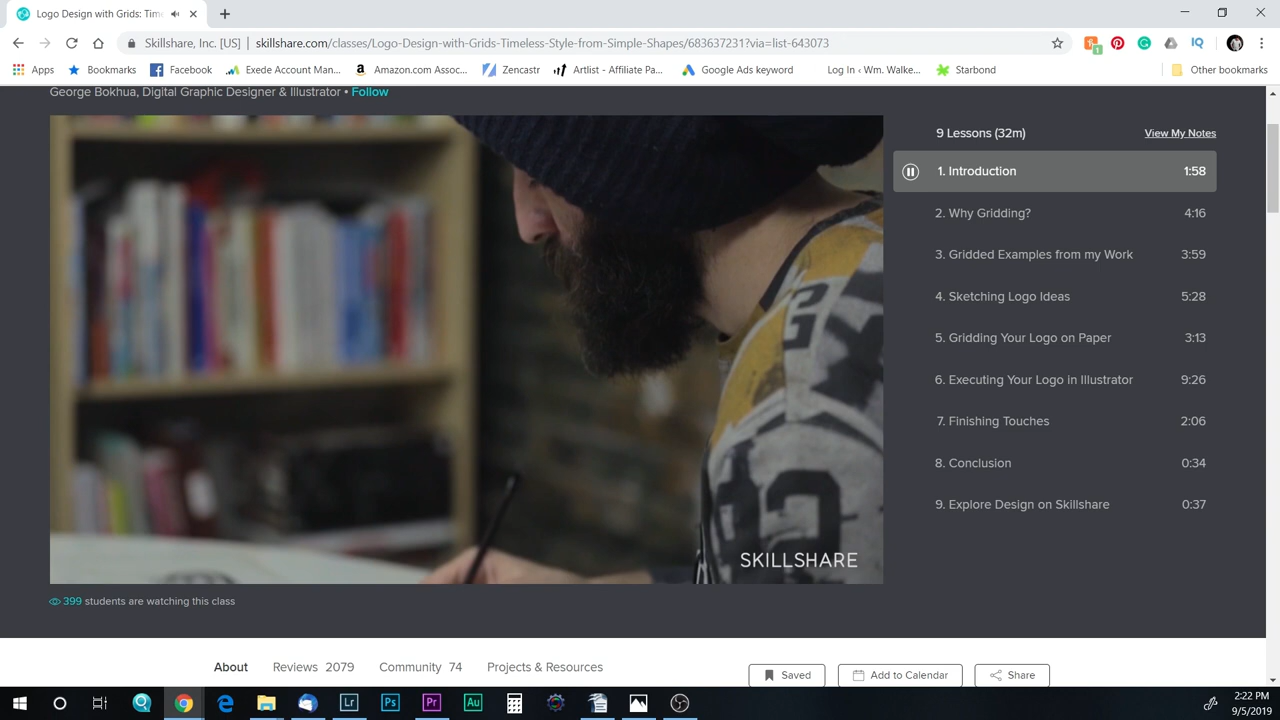 Logo Design with Grids: Time
Skillshare, Inc. [US] | skillshare.com/classes/Logo-Design-with-Grids-Timeless-Style-from-Simple-Shapes/683637231?via=list-643073
1
IQ
Apps Bookmarks Facebook Exede Account Man... Amazon.com Assoc... Zencastr Artlist - Affiliate Pa... Google Ads keyword Log In ‹ Wm. Walke... Starbond Other bookmarks
George Bokhua, Digital Graphic Designer & Illustrator • Follow
9 Lessons (32m) View My Notes
1. Introduction 1:58
2. Why Gridding? 4:16
3. Gridded Examples from my Work 3:59
4. Sketching Logo Ideas 5:28
5. Gridding Your Logo on Paper 3:13
6. Executing Your Logo in Illustrator 9:26
7. Finishing Touches 2:06
8. Conclusion 0:34
9. Explore Design on Skillshare 0:37
SKILLSHARE
399 students are watching this class
About Reviews 2079 Community 74 Projects & Resources Saved Add to Calendar Share
Lr Ps Pr Au
2:22 PM
9/5/2019